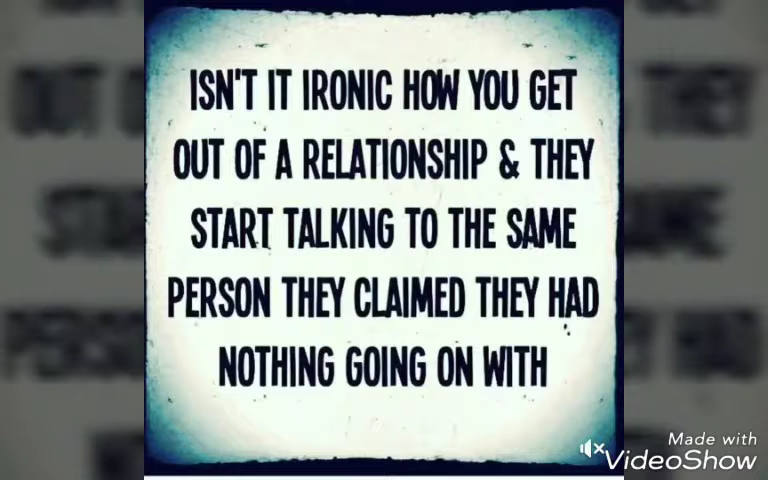 ISN'T IT IRONIC HOW YOU GET
OUT OF A RELATIONSHIP & THEY
START TALKING TO THE SAME
PERSON THEY CLAIMED THEY HAD
NOTHING GOING ON WITH
Made with
VideoShow